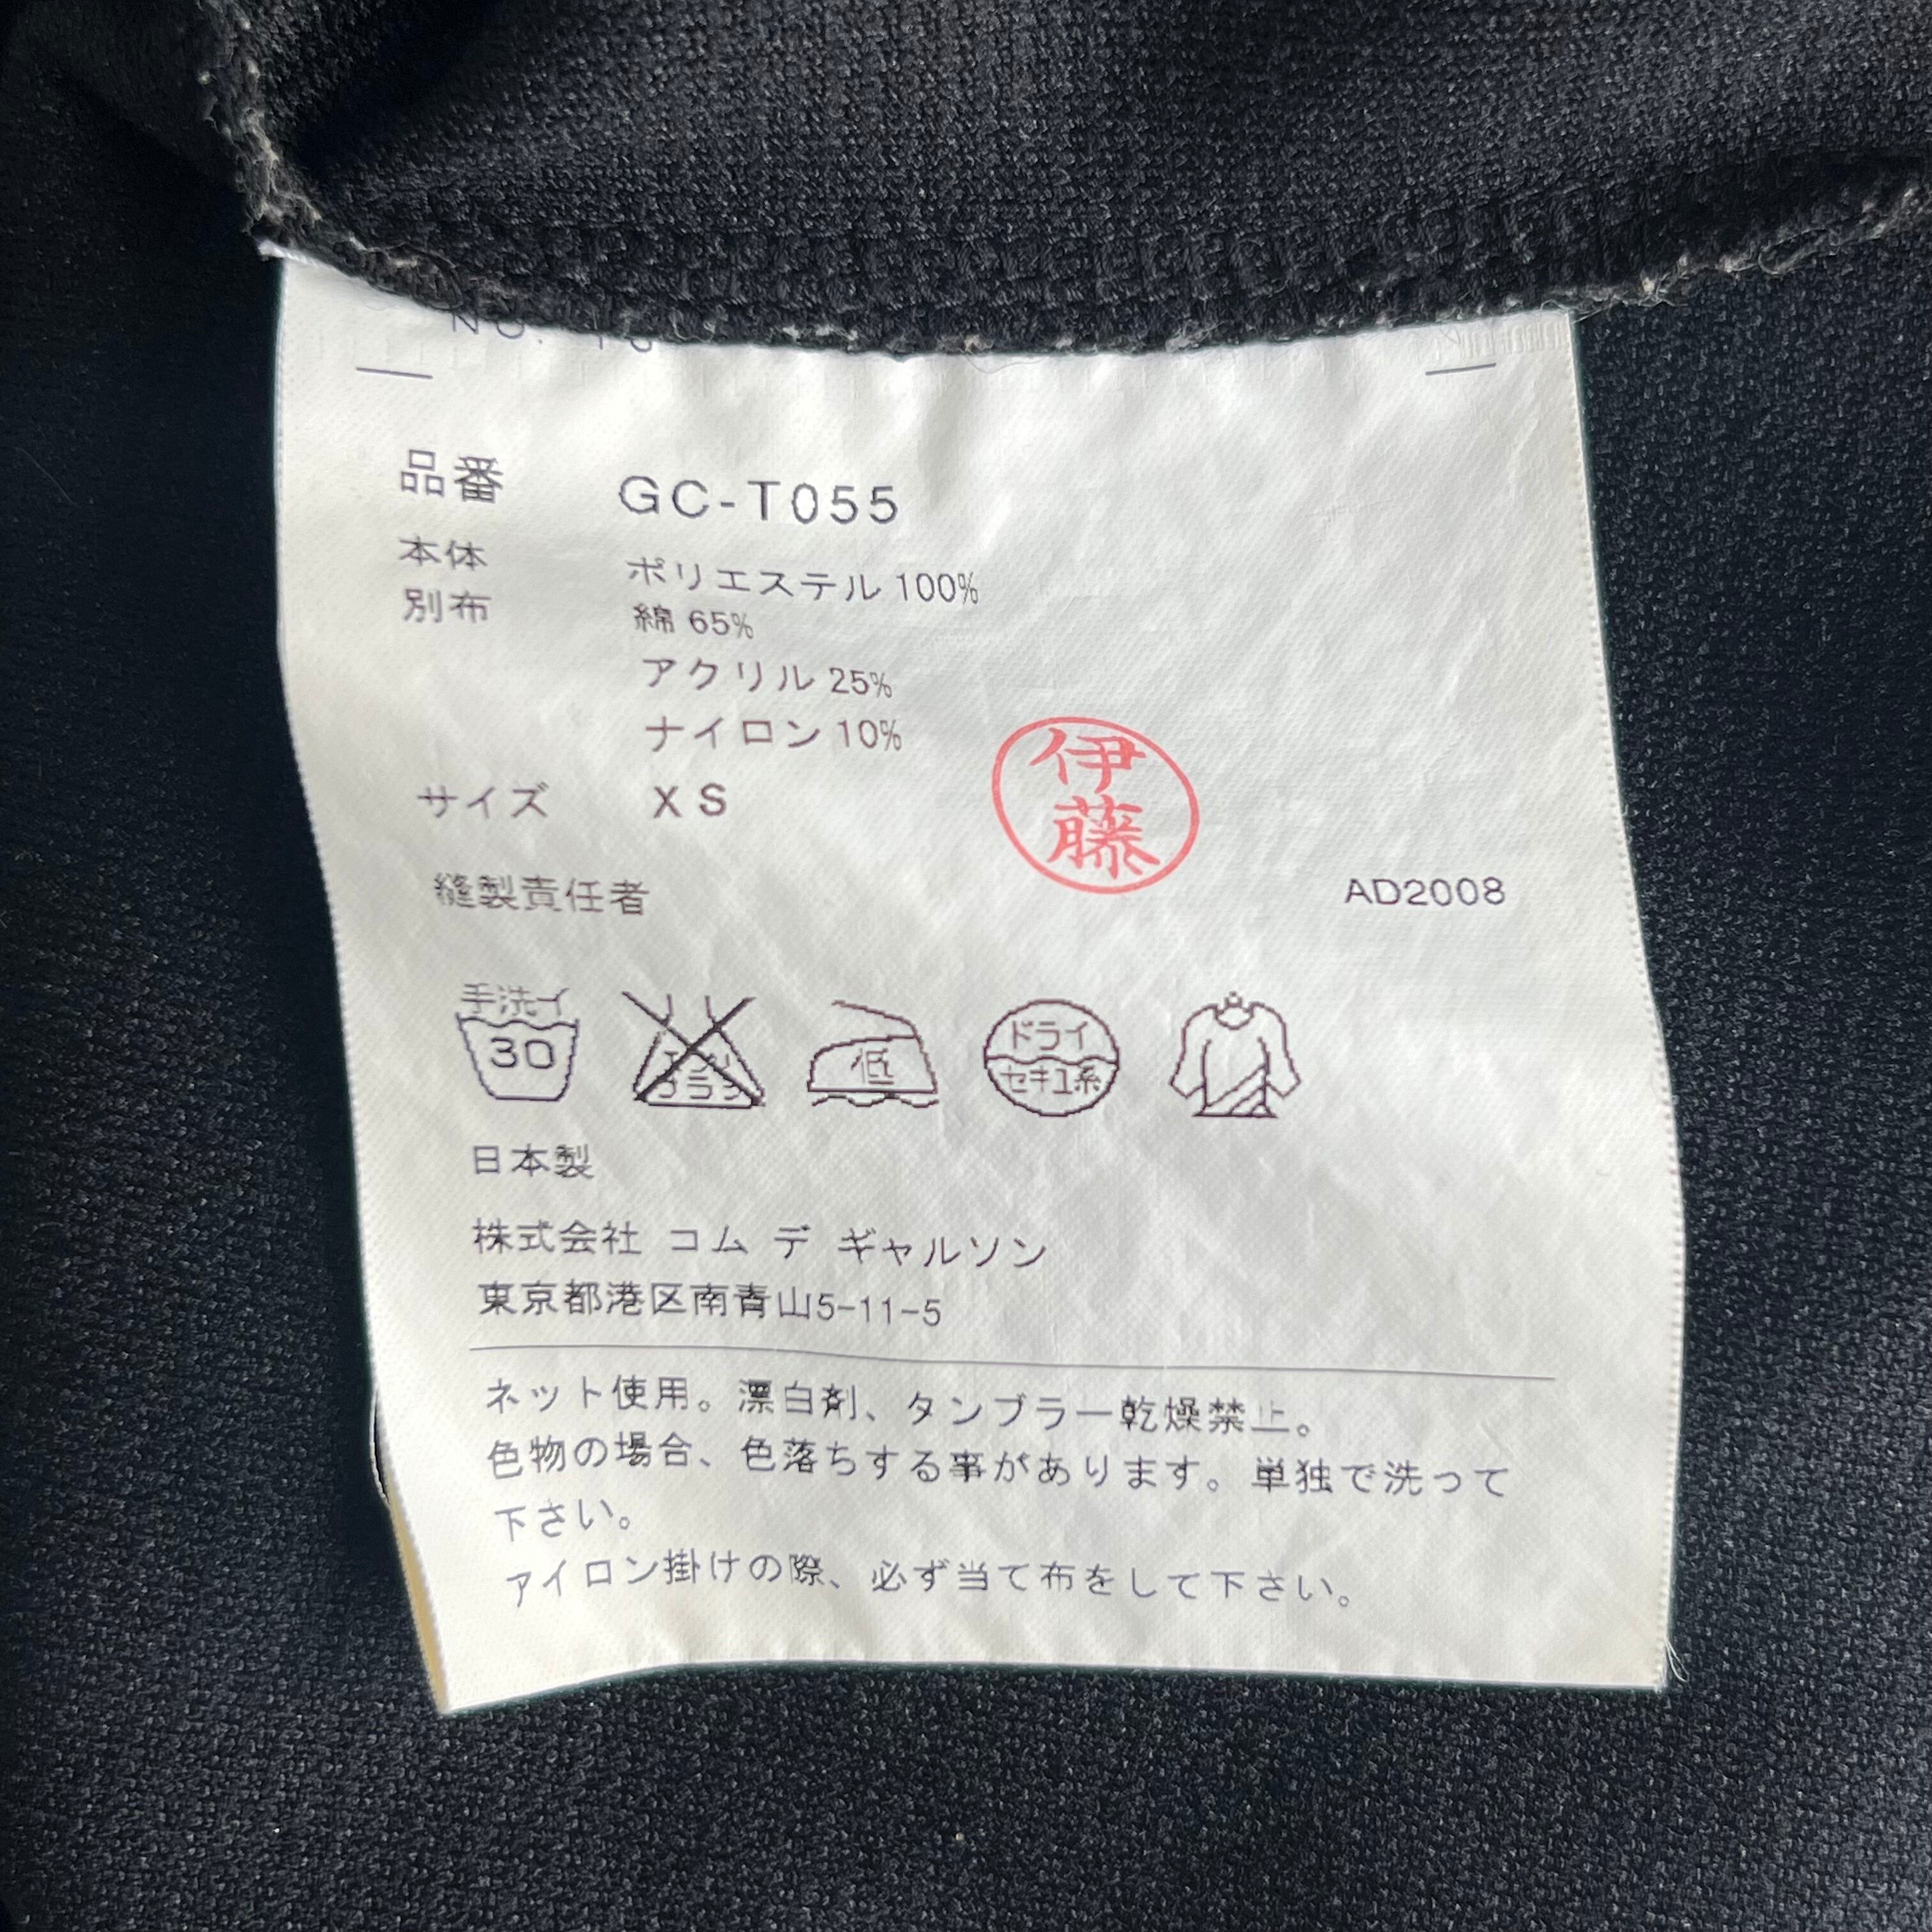 品番 GC-T055
本体 ポリエステル 100%
別布 綿 65%
アクリル 25%
ナイロン 10%
サイズ XS
伊藤
縫製責任者 AD2008
手洗イ
30
低
ドライ
セキユ系
日本製
株式会社 コム デ ギャルソン
東京都港区南青山5-11-5
ネット使用。漂白剤、タンブラー乾燥禁止。
色物の場合、色落ちする事があります。単独で洗って
下さい。
アイロン掛けの際、必ず当て布をして下さい。